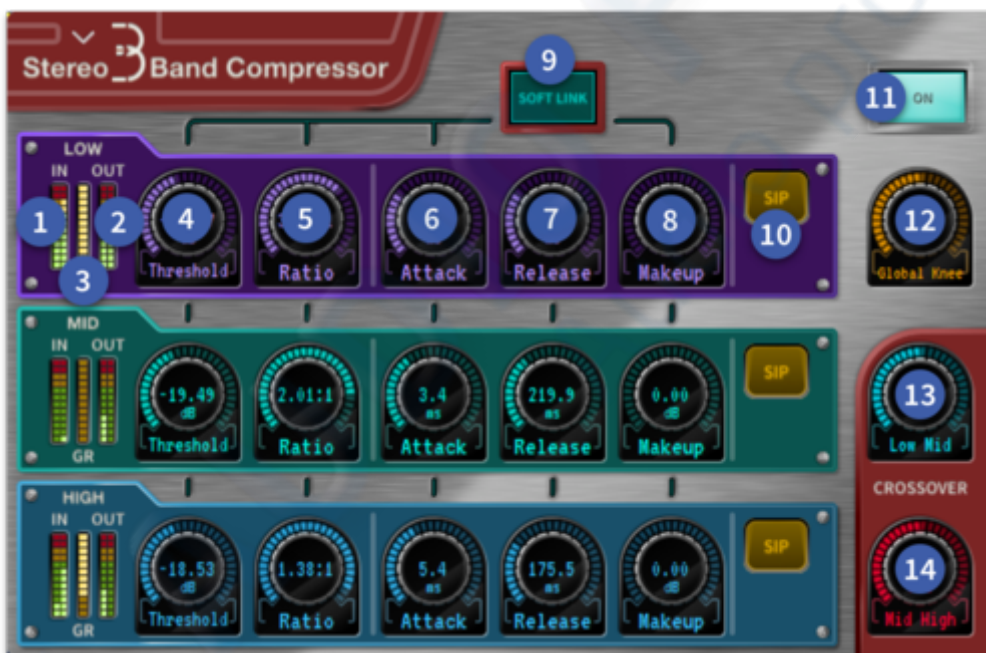 Stereo 3 Band Compressor
9
SOFT LINK
11 ON
LOW
IN OUT
1 2 3
4 5 6 7 8
SIP
10
Threshold Ratio Attack Release Makeup
12
Global Knee
MID
IN OUT
-19.49 dB 2.01:1 3.4 ms 219.9 ms 0.00 dB
SIP
Threshold Ratio Attack Release Makeup
GR
13
Low Mid
CROSSOVER
HIGH
IN OUT
-18.53 dB 1.38:1 5.4 ms 175.5 ms 0.00 dB
SIP
Threshold Ratio Attack Release Makeup
GR
14
Mid High